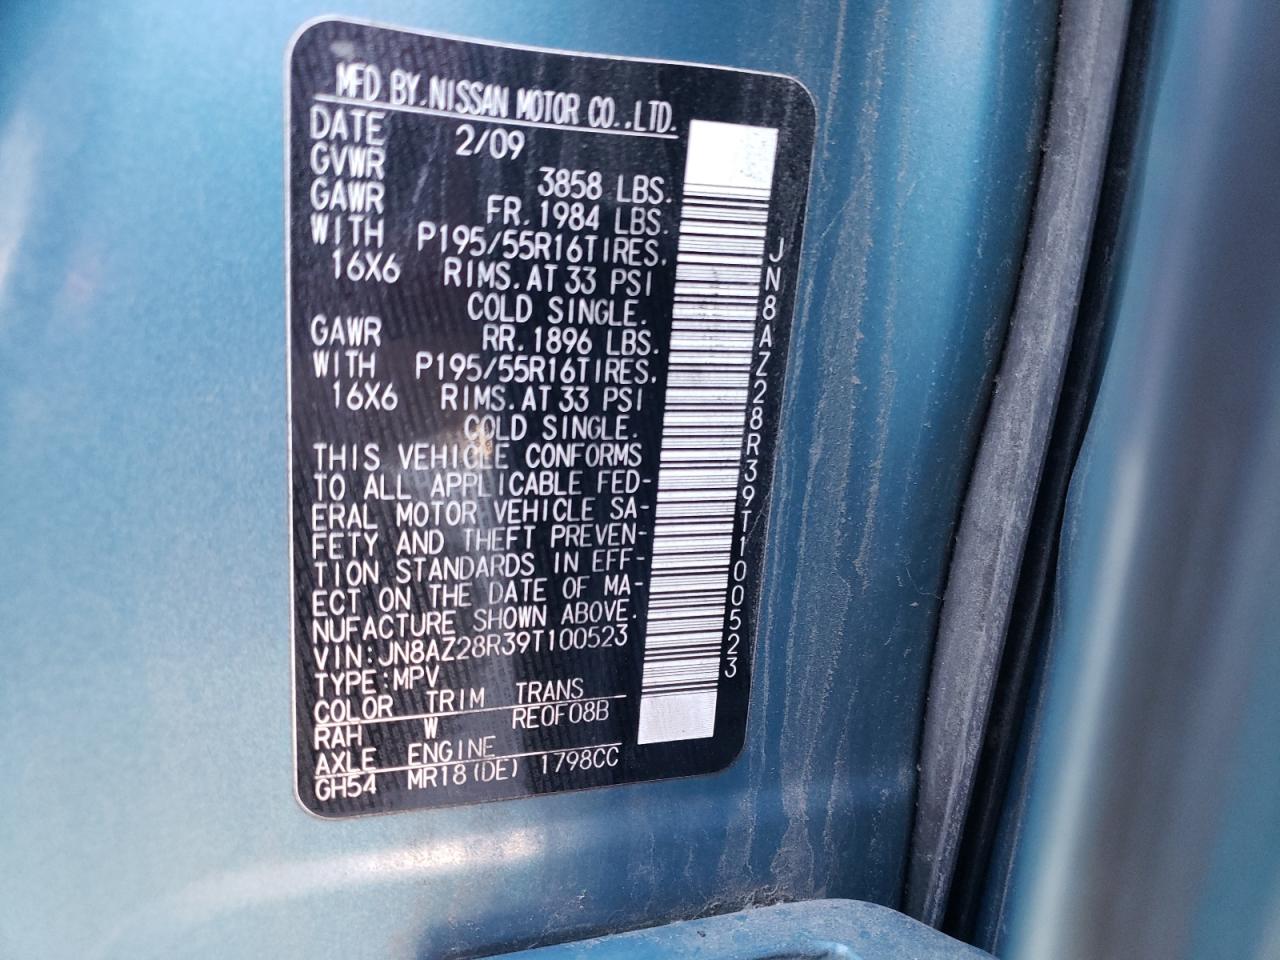 MFD BY.NISSAN MOTOR CO.,LTD.
DATE 2/09
GVWR 3858 LBS.
GAWR FR.1984 LBS.
WITH P195/55R16TIRES.
16X6 RIMS.AT 33 PSI
COLD SINGLE.
GAWR RR.1896 LBS.
WITH P195/55R16TIRES.
16X6 RIMS.AT 33 PSI
COLD SINGLE.
THIS VEHICLE CONFORMS
TO ALL APPLICABLE FED-
ERAL MOTOR VEHICLE SA-
FETY AND THEFT PREVEN-
TION STANDARDS IN EFF-
ECT ON THE DATE OF MA-
NUFACTURE SHOWN ABOVE.
VIN:JN8AZ28R39T100523
TYPE:MPV
COLOR TRIM TRANS
RAH W RE0F08B
AXLE ENGINE
GH54 MR18(DE) 1798CC
JN8AZ28R39T100523